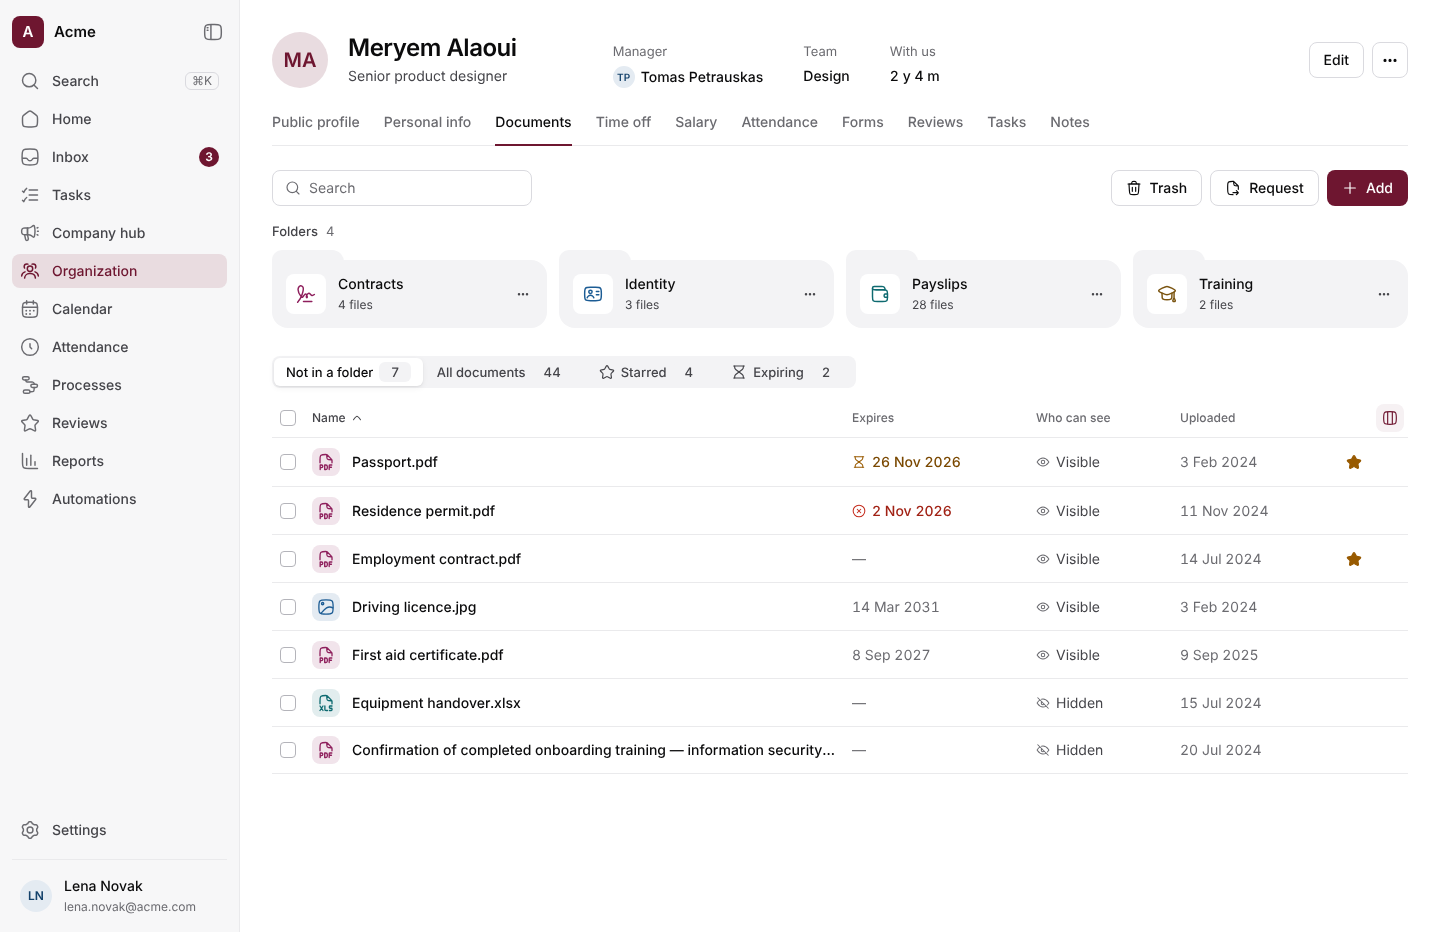 A Acme
Search ⌘K
Home
Inbox 3
Tasks
Company hub
Organization
Calendar
Attendance
Processes
Reviews
Reports
Automations
Settings
LN Lena Novak
lena.novak@acme.com
MA Meryem Alaoui
Senior product designer
Manager
TP Tomas Petrauskas
Team
Design
With us
2 y 4 m
Edit
Public profile Personal info Documents Time off Salary Attendance Forms Reviews Tasks Notes
Search
Trash Request Add
Folders 4
Contracts
4 files
Identity
3 files
Payslips
28 files
Training
2 files
Not in a folder 7 All documents 44 Starred 4 Expiring 2
Name Expires Who can see Uploaded
PDF Passport.pdf 26 Nov 2026 Visible 3 Feb 2024
PDF Residence permit.pdf 2 Nov 2026 Visible 11 Nov 2024
PDF Employment contract.pdf — Visible 14 Jul 2024
Driving licence.jpg 14 Mar 2031 Visible 3 Feb 2024
PDF First aid certificate.pdf 8 Sep 2027 Visible 9 Sep 2025
XLS Equipment handover.xlsx — Hidden 15 Jul 2024
PDF Confirmation of completed onboarding training — information security… — Hidden 20 Jul 2024